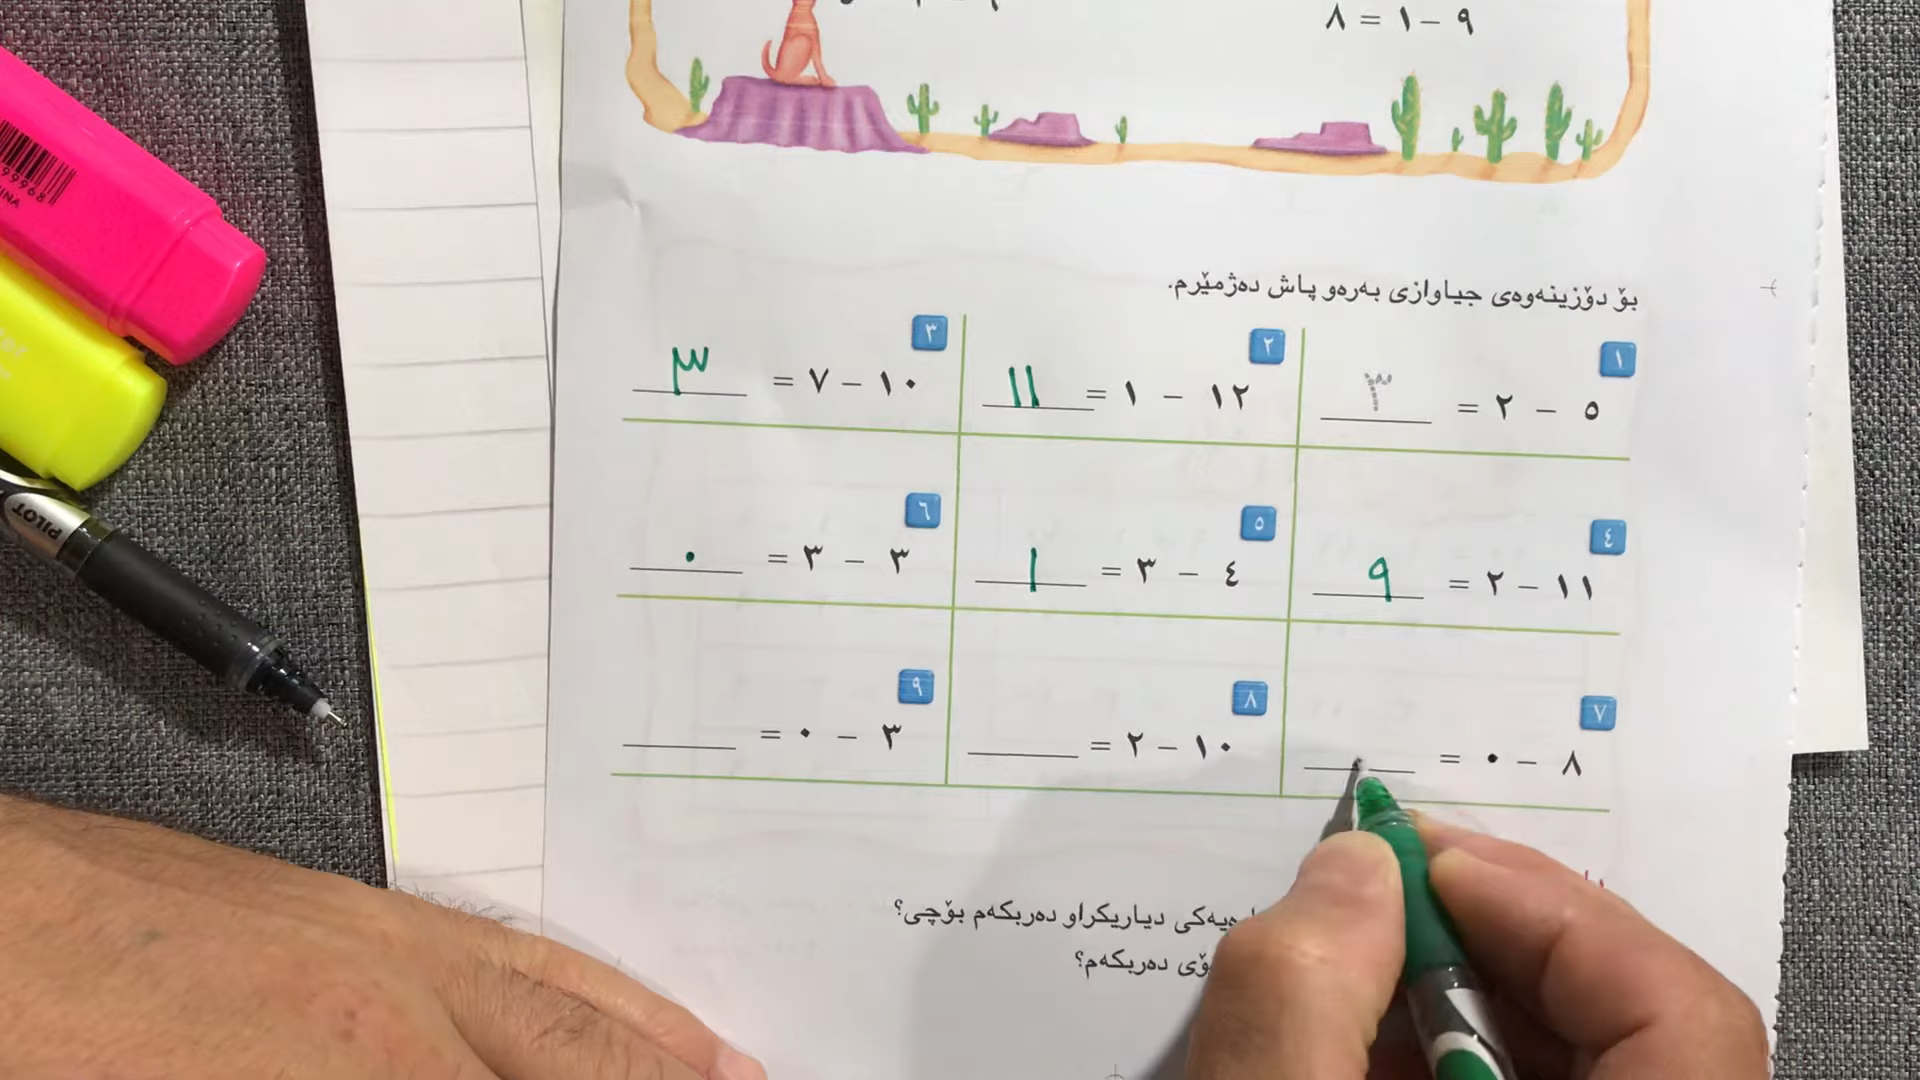 ٩ – ١ = ٨
بۆ دۆزینەوەی جیاوازی بەرەو پاش دەژمێرم.
١
٥ – ٢ = ٣
٢
١٢ – ١ = ١١
٣
١٠ – ٧ = ٣
٤
١١ – ٢ = ٩
٥
٤ – ٣ = ١
٦
٣ – ٣ = ٠
٧
٨ – ٠ =
٨
١٠ – ٢ =
٩
٣ – ٠ =
دیاریکراو دەربکەم بۆچی؟
دەربکەم؟
PILOT